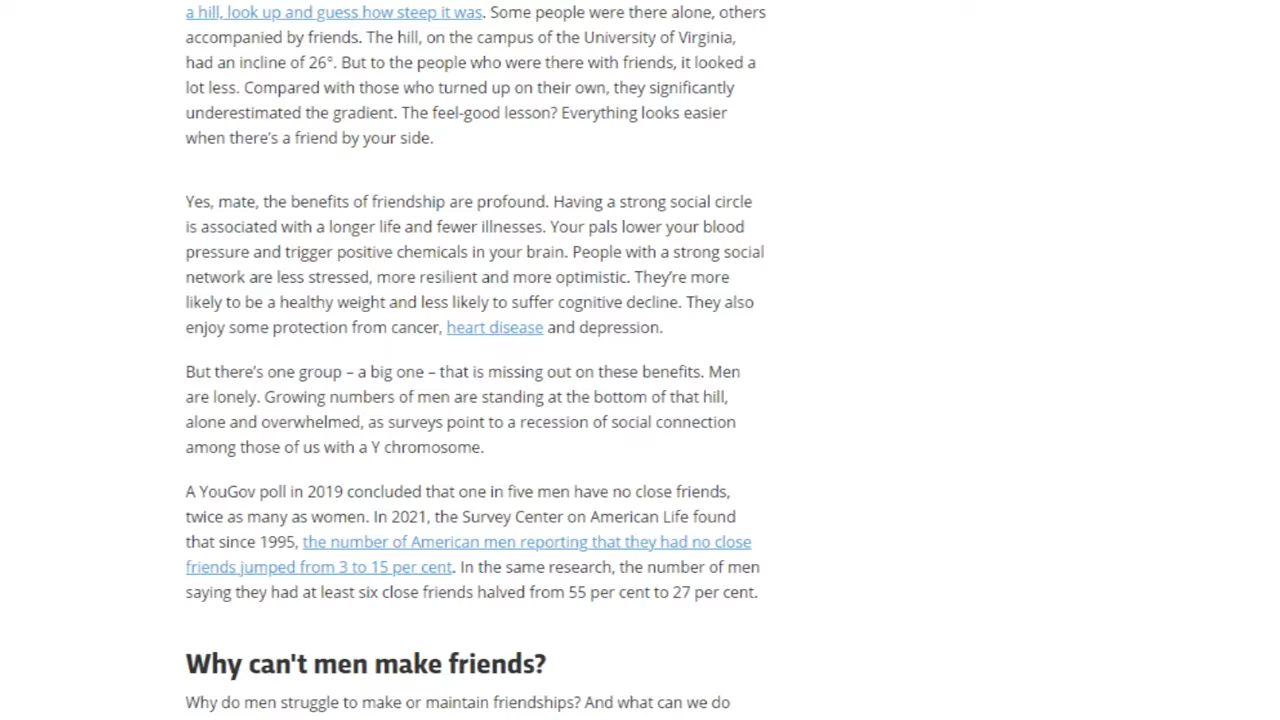 a hill, look up and guess how steep it was. Some people were there alone, others
accompanied by friends. The hill, on the campus of the University of Virginia,
had an incline of 26°. But to the people who were there with friends, it looked a
lot less. Compared with those who turned up on their own, they significantly
underestimated the gradient. The feel-good lesson? Everything looks easier
when there's a friend by your side.
Yes, mate, the benefits of friendship are profound. Having a strong social circle
is associated with a longer life and fewer illnesses. Your pals lower your blood
pressure and trigger positive chemicals in your brain. People with a strong social
network are less stressed, more resilient and more optimistic. They're more
likely to be a healthy weight and less likely to suffer cognitive decline. They also
enjoy some protection from cancer, heart disease and depression.
But there's one group – a big one – that is missing out on these benefits. Men
are lonely. Growing numbers of men are standing at the bottom of that hill,
alone and overwhelmed, as surveys point to a recession of social connection
among those of us with a Y chromosome.
A YouGov poll in 2019 concluded that one in five men have no close friends,
twice as many as women. In 2021, the Survey Center on American Life found
that since 1995, the number of American men reporting that they had no close
friends jumped from 3 to 15 per cent. In the same research, the number of men
saying they had at least six close friends halved from 55 per cent to 27 per cent.
Why can't men make friends?
Why do men struggle to make or maintain friendships? And what can we do